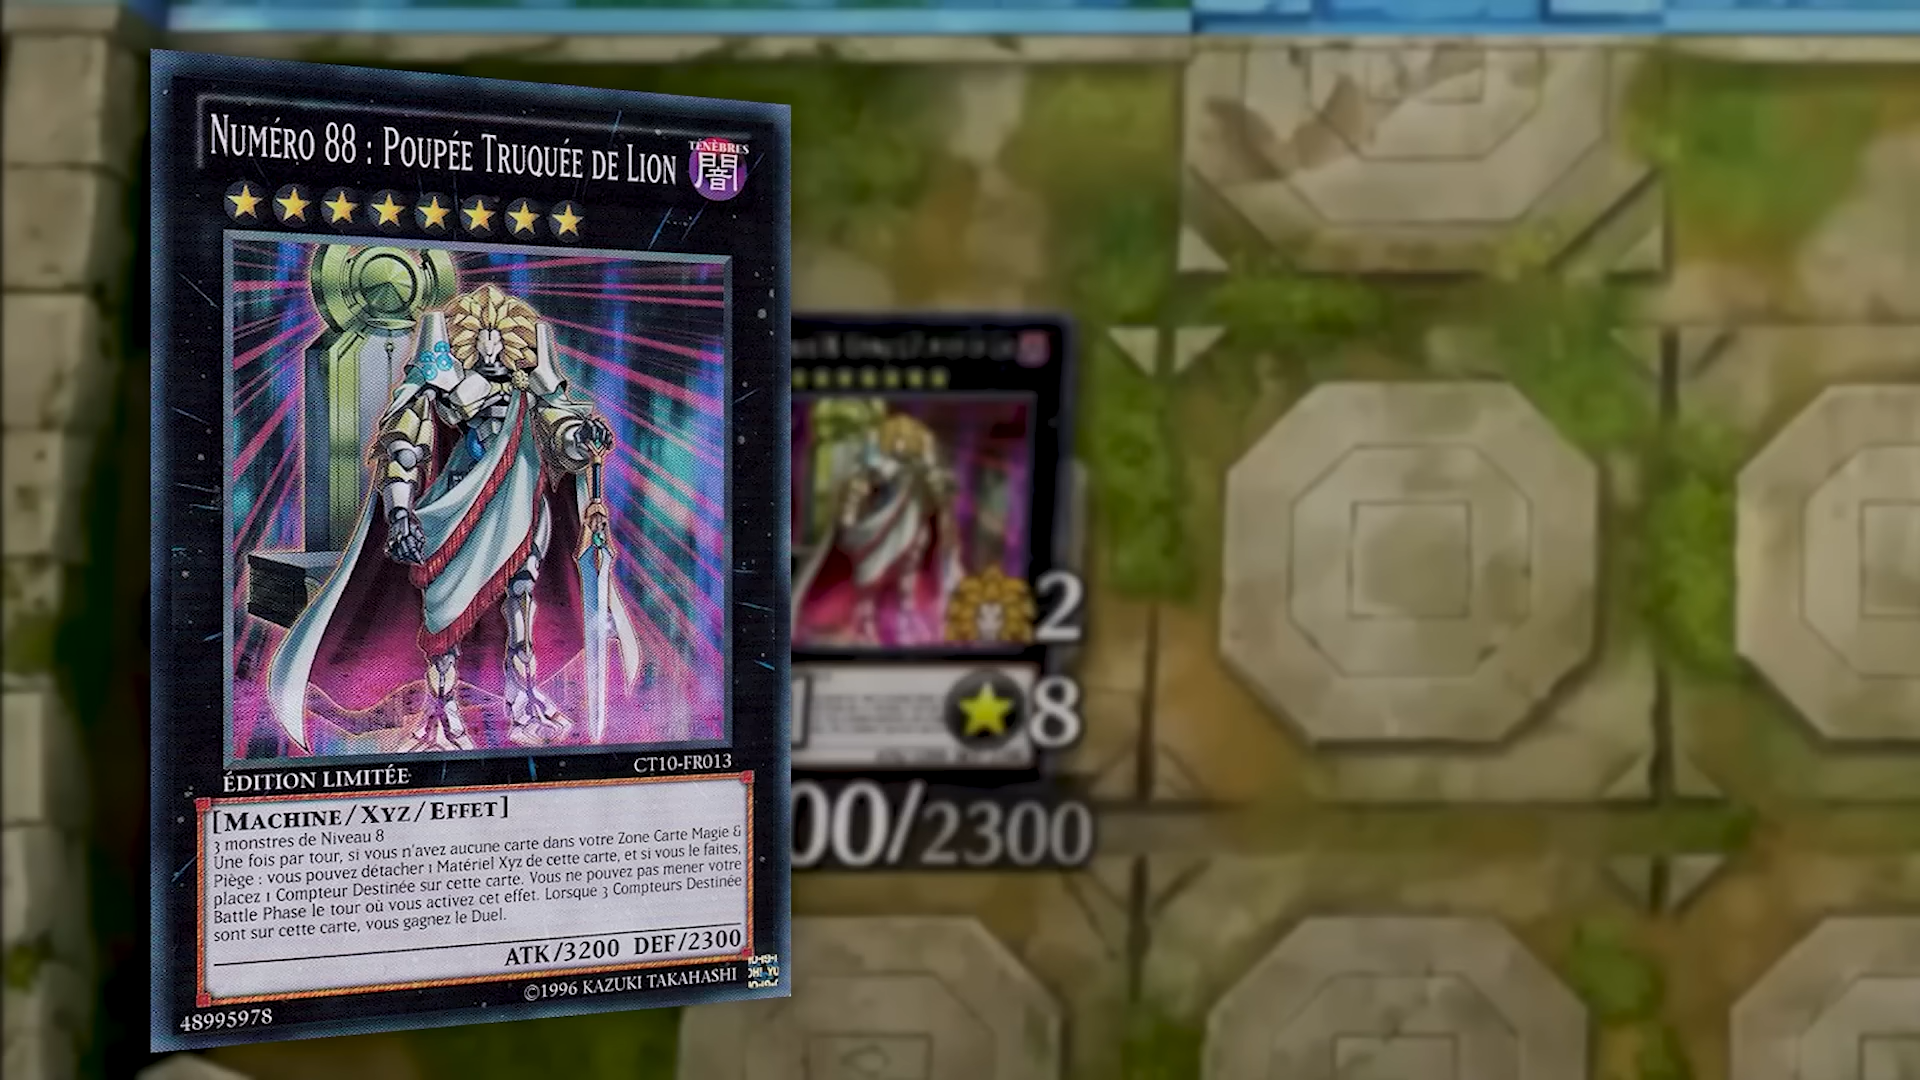 NUMÉRO 88 : POUPÉE TRUQUÉE DE LION
TÉNÈBRES
闇
ÉDITION LIMITÉE
CT10-FR013
[MACHINE/XYZ/EFFET]
3 monstres de Niveau 8
Une fois par tour, si vous n'avez aucune carte dans votre Zone Carte Magie &
Piège : vous pouvez détacher 1 Matériel Xyz de cette carte, et si vous le faites,
placez 1 Compteur Destinée sur cette carte. Vous ne pouvez pas mener votre
Battle Phase le tour où vous activez cet effet. Lorsque 3 Compteurs Destinée
sont sur cette carte, vous gagnez le Duel.
ATK/3200 DEF/2300
©1996 KAZUKI TAKAHASHI
48995978
2
8
00/2300